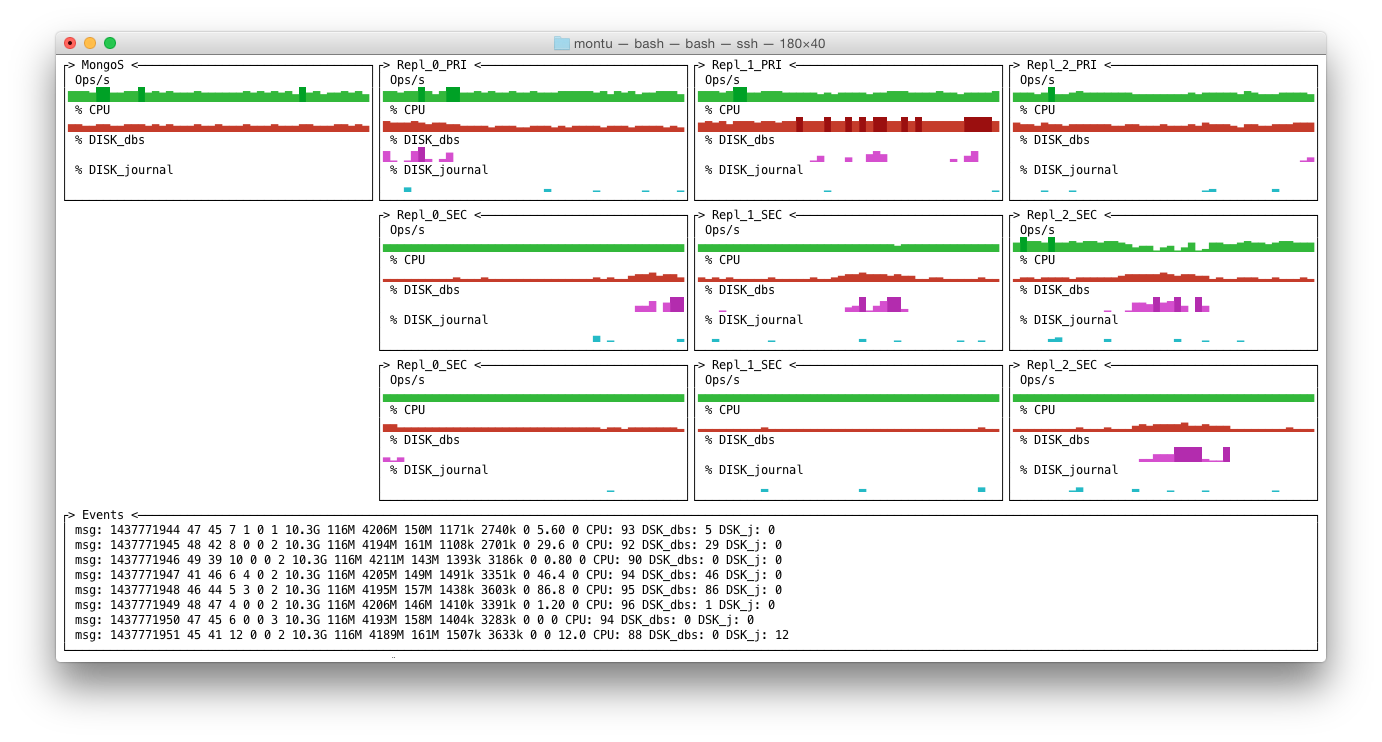 montu — bash — bash — ssh — 180×40
> MongoS <
Ops/s
% CPU
% DISK_dbs
% DISK_journal
> Repl_0_PRI <
Ops/s
% CPU
% DISK_dbs
% DISK_journal
> Repl_1_PRI <
Ops/s
% CPU
% DISK_dbs
% DISK_journal
> Repl_2_PRI <
Ops/s
% CPU
% DISK_dbs
% DISK_journal
> Repl_0_SEC <
Ops/s
% CPU
% DISK_dbs
% DISK_journal
> Repl_1_SEC <
Ops/s
% CPU
% DISK_dbs
% DISK_journal
> Repl_2_SEC <
Ops/s
% CPU
% DISK_dbs
% DISK_journal
> Repl_0_SEC <
Ops/s
% CPU
% DISK_dbs
% DISK_journal
> Repl_1_SEC <
Ops/s
% CPU
% DISK_dbs
% DISK_journal
> Repl_2_SEC <
Ops/s
% CPU
% DISK_dbs
% DISK_journal
> Events <
msg: 1437771944 47 45 7 1 0 1 10.3G 116M 4206M 150M 1171k 2740k 0 5.60 0 CPU: 93 DSK_dbs: 5 DSK_j: 0
msg: 1437771945 48 42 8 0 0 2 10.3G 116M 4194M 161M 1108k 2701k 0 29.6 0 CPU: 92 DSK_dbs: 29 DSK_j: 0
msg: 1437771946 49 39 10 0 0 2 10.3G 116M 4211M 143M 1393k 3186k 0 0.80 0 CPU: 90 DSK_dbs: 0 DSK_j: 0
msg: 1437771947 41 46 6 4 0 2 10.3G 116M 4205M 149M 1491k 3351k 0 46.4 0 CPU: 94 DSK_dbs: 46 DSK_j: 0
msg: 1437771948 46 44 5 3 0 2 10.3G 116M 4195M 157M 1438k 3603k 0 86.8 0 CPU: 95 DSK_dbs: 86 DSK_j: 0
msg: 1437771949 48 47 4 0 0 2 10.3G 116M 4206M 146M 1410k 3391k 0 1.20 0 CPU: 96 DSK_dbs: 1 DSK_j: 0
msg: 1437771950 47 45 6 0 0 3 10.3G 116M 4193M 158M 1404k 3283k 0 0 0 CPU: 94 DSK_dbs: 0 DSK_j: 0
msg: 1437771951 45 41 12 0 0 2 10.3G 116M 4189M 161M 1507k 3633k 0 0 12.0 CPU: 88 DSK_dbs: 0 DSK_j: 12